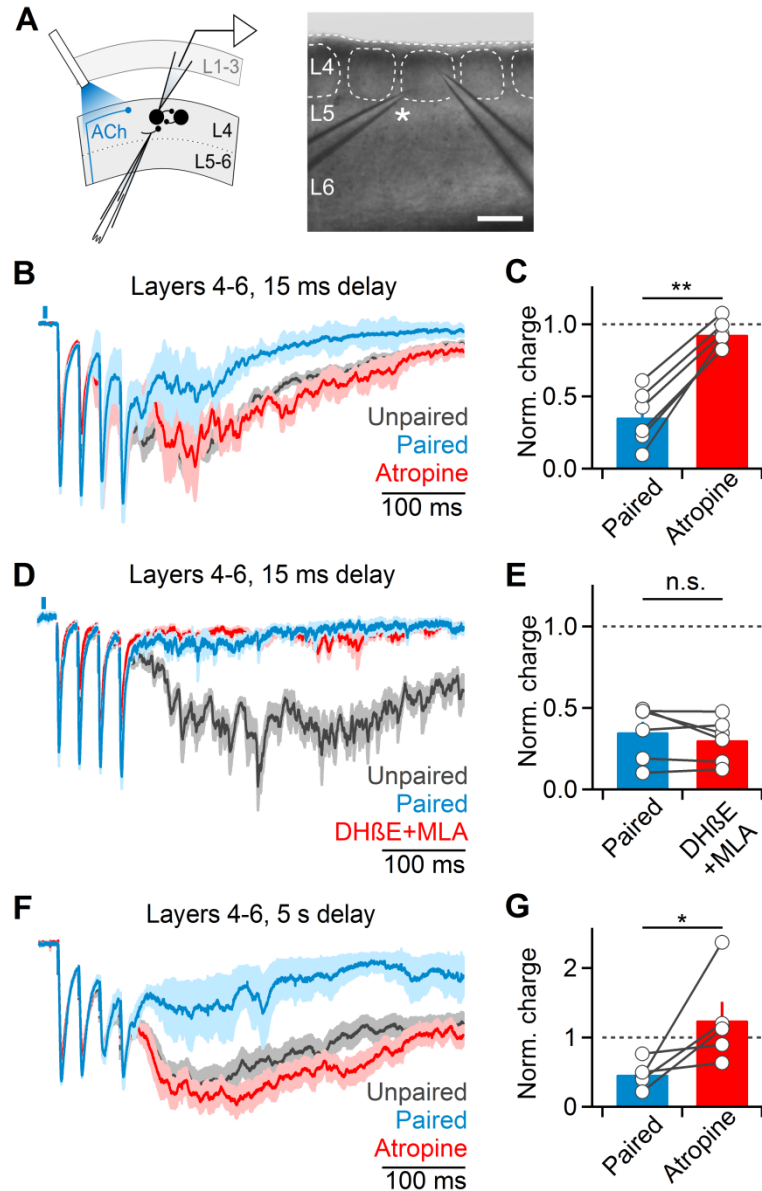 A
L1-3
ACh
L4
L5-6
L4
L5
*
L6
B
Layers 4-6, 15 ms delay
Unpaired
Paired
Atropine
100 ms
C
**
1.0
0.5
0.0
Norm. charge
Paired
Atropine
D
Layers 4-6, 15 ms delay
Unpaired
Paired
DHßE+MLA
100 ms
E
n.s.
1.0
0.5
0.0
Norm. charge
Paired
DHßE
+MLA
F
Layers 4-6, 5 s delay
Unpaired
Paired
Atropine
100 ms
G
*
2
1
0
Norm. charge
Paired
Atropine